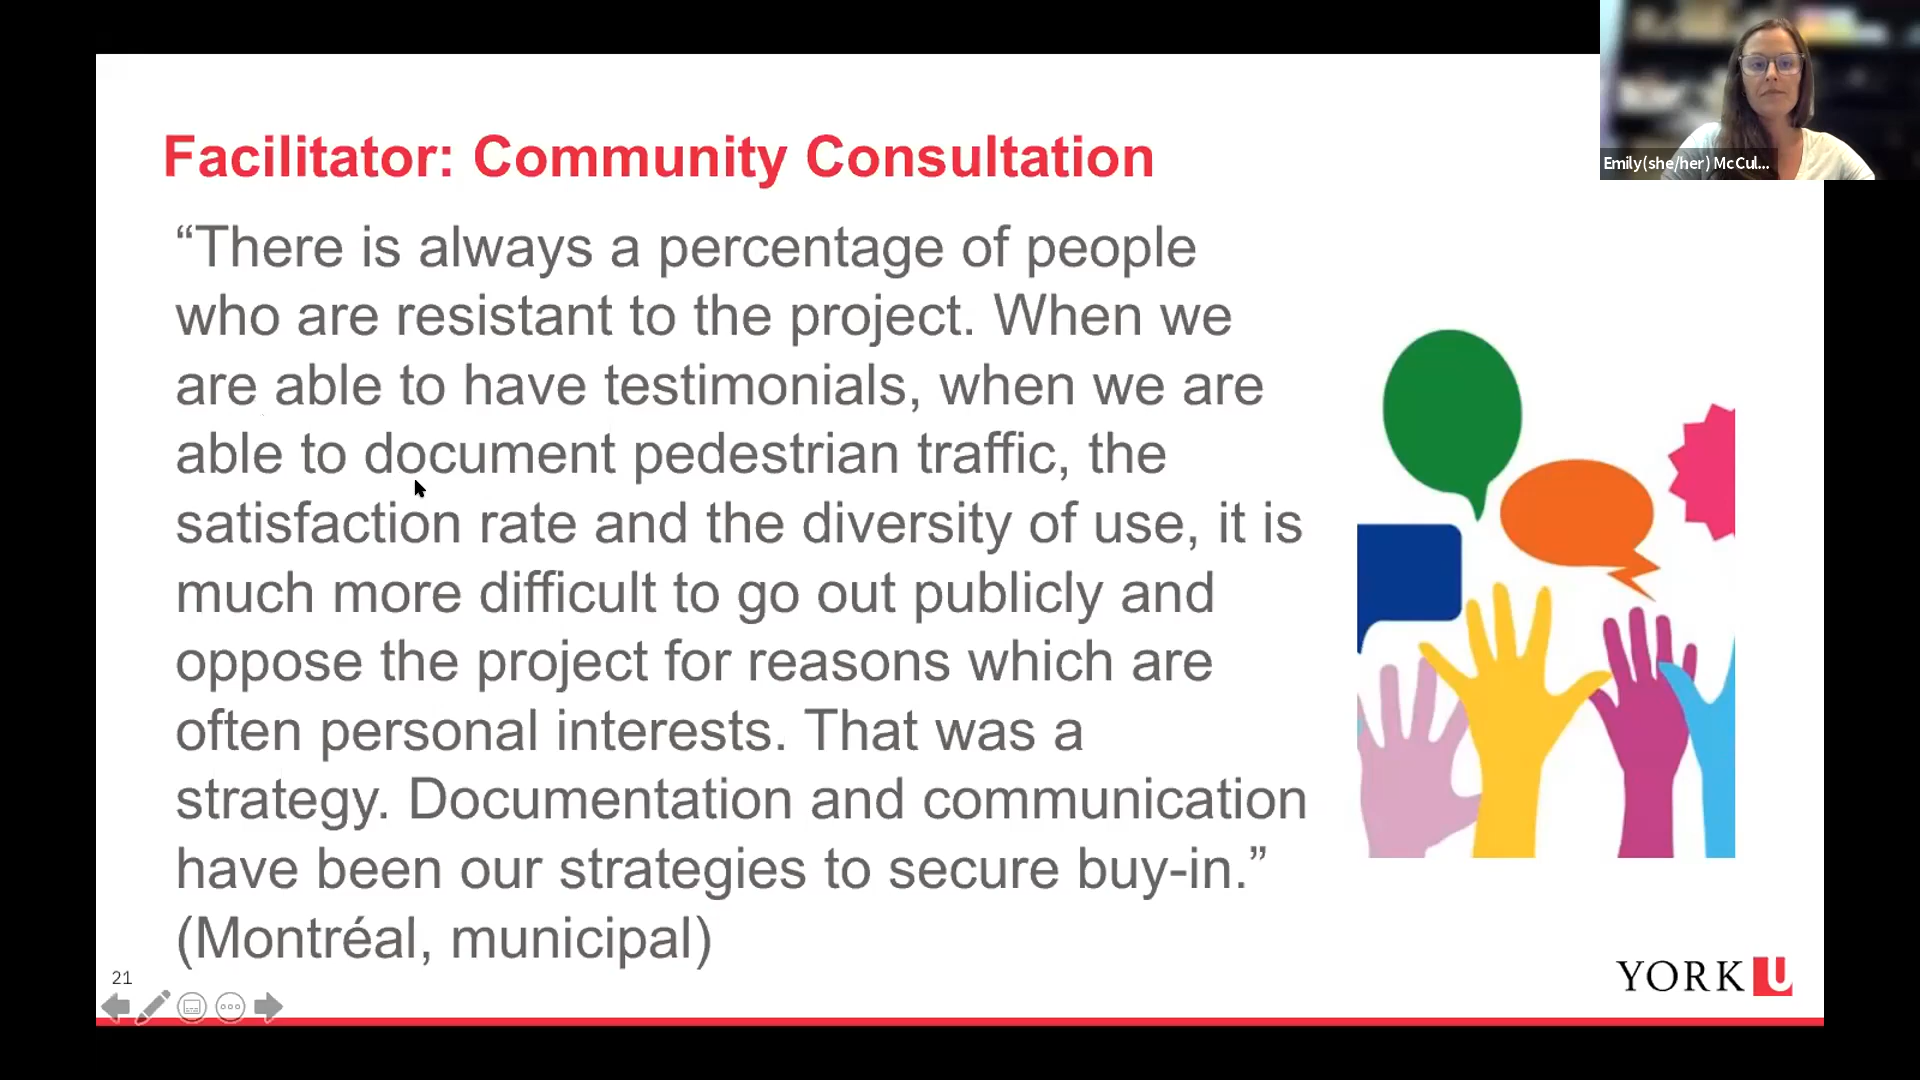 Facilitator: Community Consultation
“There is always a percentage of people
who are resistant to the project. When we
are able to have testimonials, when we are
able to document pedestrian traffic, the
satisfaction rate and the diversity of use, it is
much more difficult to go out publicly and
oppose the project for reasons which are
often personal interests. That was a
strategy. Documentation and communication
have been our strategies to secure buy-in.”
(Montréal, municipal)
21
YORK U
Emily(she/her) McCul...